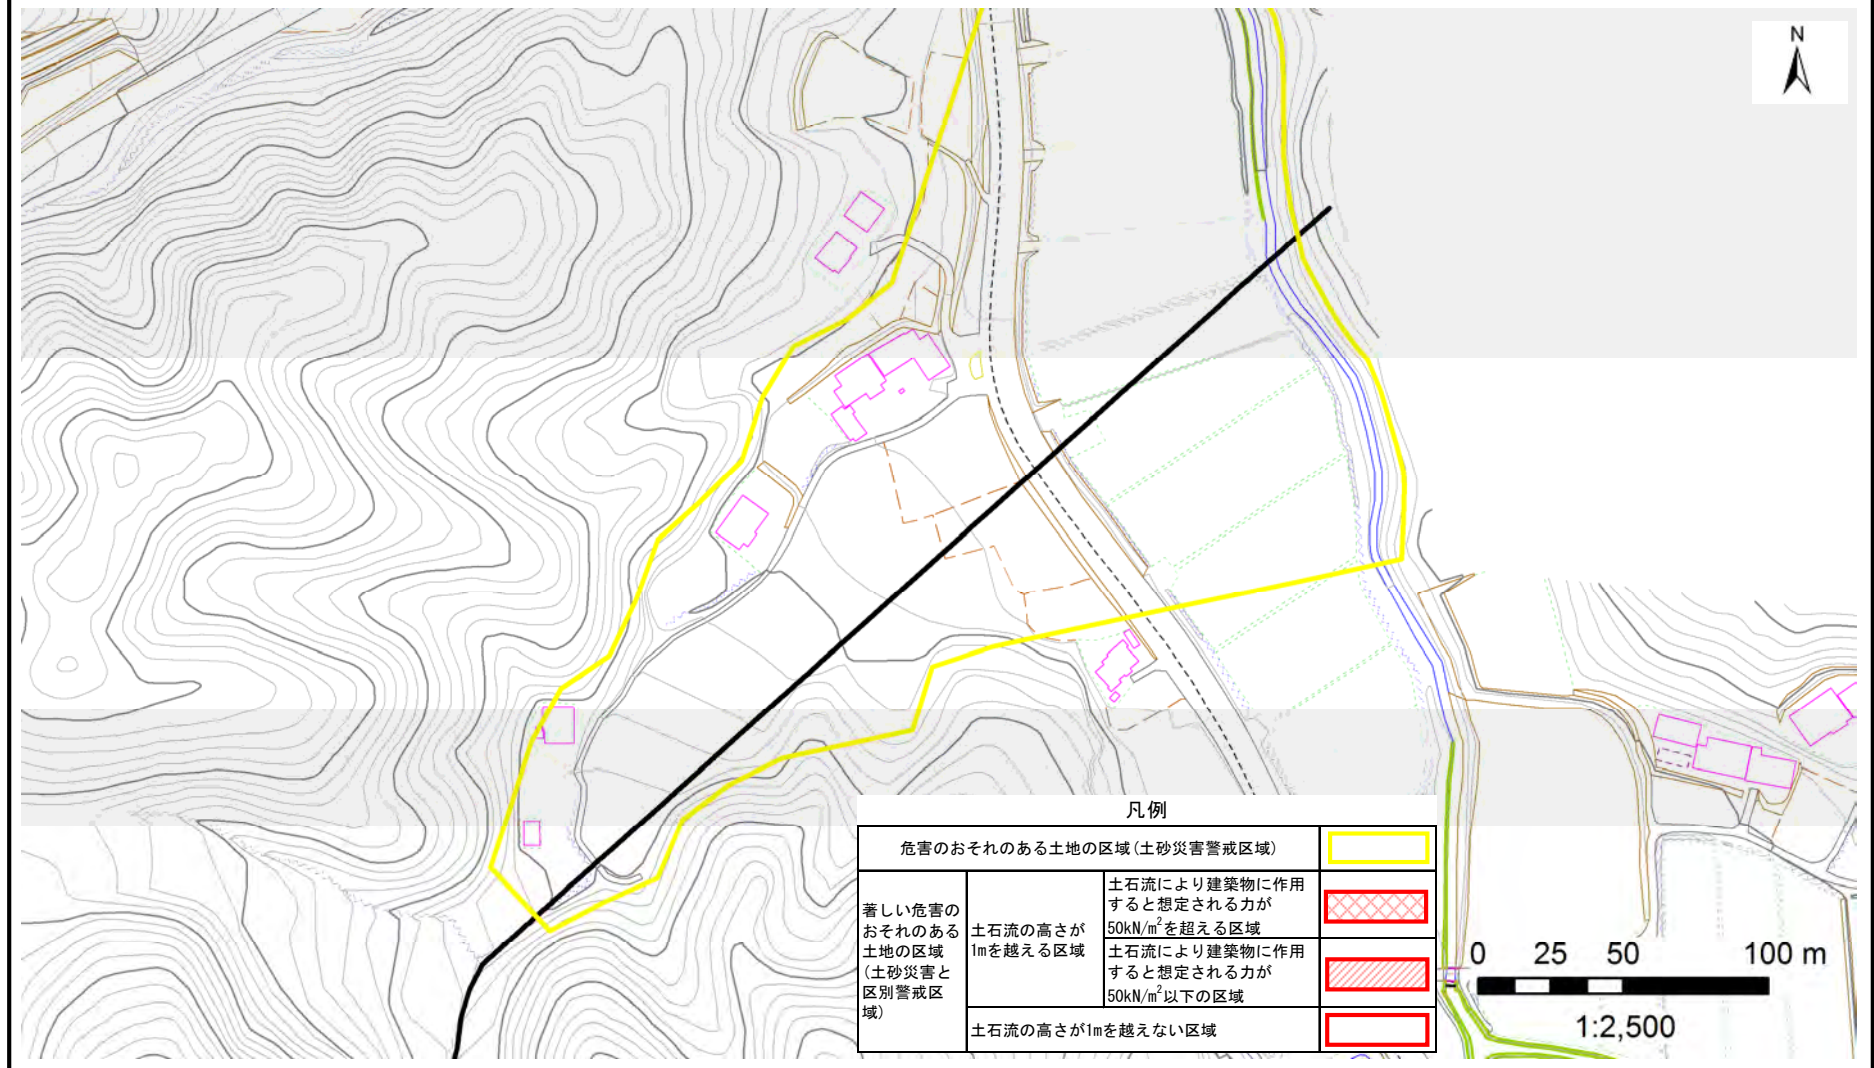 N
凡例
危害のおそれのある土地の区域(土砂災害警戒区域)
著しい危害の
おそれのある
土地の区域
(土砂災害と
区別警戒区
域)
土石流の高さが
1mを越える区域
土石流により建築物に作用
すると想定される力が
50kN/m²を超える区域
土石流により建築物に作用
すると想定される力が
50kN/m²以下の区域
土石流の高さが1mを越えない区域
0 25 50 100 m
1:2,500